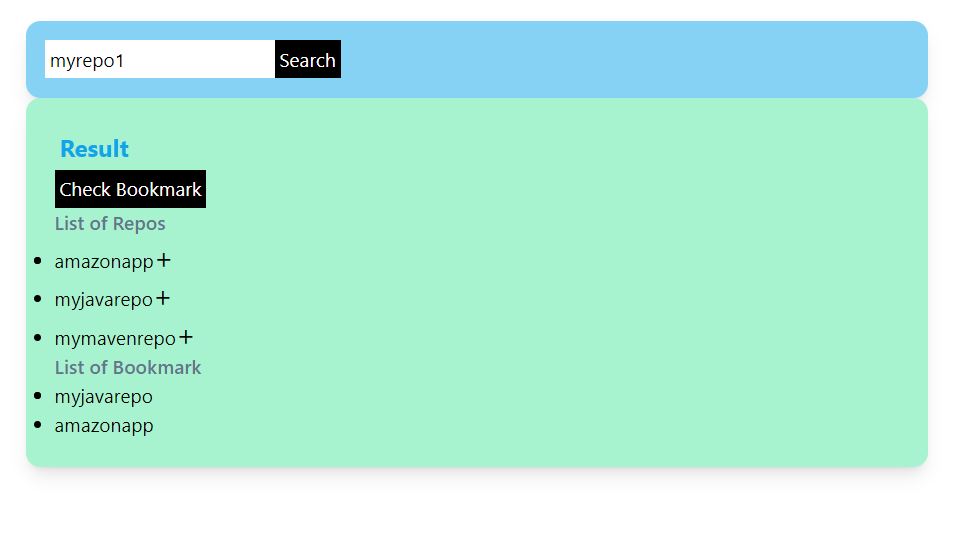 myrepo1 Search
Result
Check Bookmark
List of Repos
amazonapp+
myjavarepo+
mymavenrepo+
List of Bookmark
myjavarepo
amazonapp